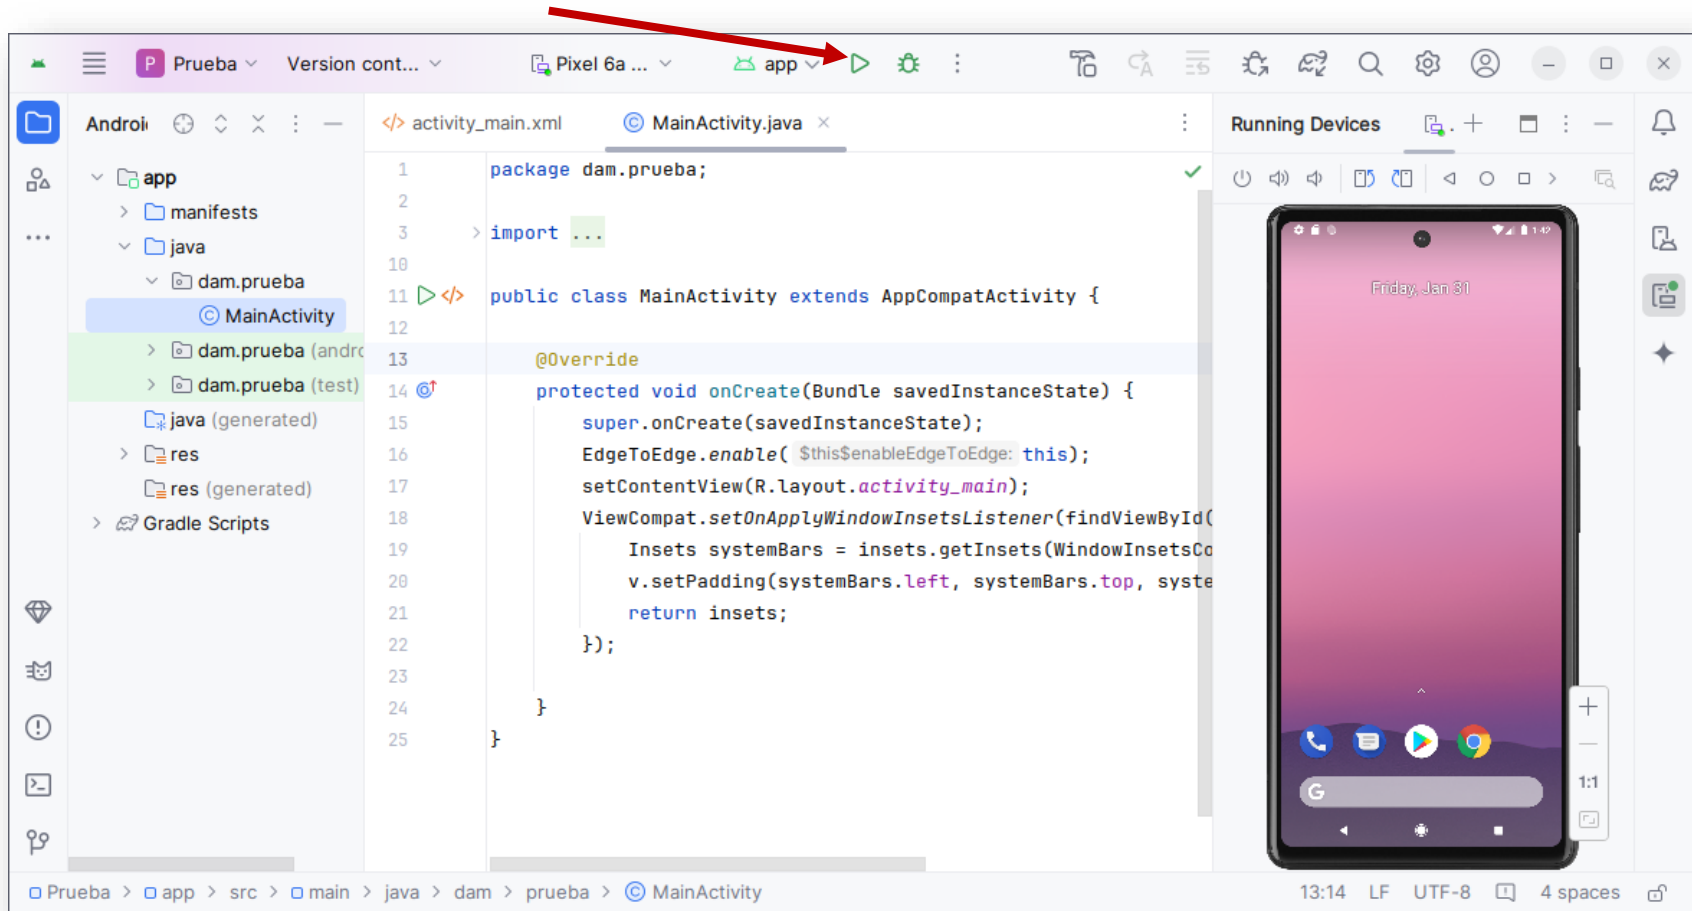 P Prueba Version cont... Pixel 6a ... app
Androi
activity_main.xml MainActivity.java
Running Devices
app
manifests
java
dam.prueba
MainActivity
dam.prueba (andro
dam.prueba (test)
java (generated)
res
res (generated)
Gradle Scripts
1 package dam.prueba;
2
3 import ...
10
11 public class MainActivity extends AppCompatActivity {
12
13 @Override
14 protected void onCreate(Bundle savedInstanceState) {
15 super.onCreate(savedInstanceState);
16 EdgeToEdge.enable( $this$enableEdgeToEdge: this);
17 setContentView(R.layout.activity_main);
18 ViewCompat.setOnApplyWindowInsetsListener(findViewById(
19 Insets systemBars = insets.getInsets(WindowInsetsCo
20 v.setPadding(systemBars.left, systemBars.top, syste
21 return insets;
22 });
23
24 }
25 }
1:42
Friday, Jan 31
G
1:1
Prueba > app > src > main > java > dam > prueba > MainActivity
13:14 LF UTF-8 4 spaces